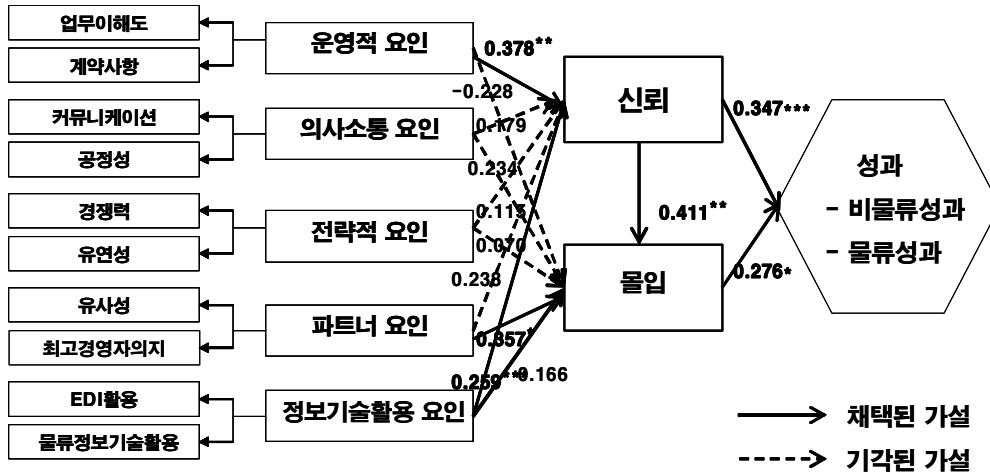 업무이해도
계약사항
커뮤니케이션
공정성
경쟁력
유연성
유사성
최고경영자의지
EDI활용
물류정보기술활용
운영적 요인
의사소통 요인
전략적 요인
파트너 요인
정보기술활용 요인
0.378**
-0.228
0.179
0.234
0.113
0.070
0.238
0.357*
0.259**
0.166
신뢰
0.411**
몰입
0.347***
0.276*
성과
- 비물류성과
- 물류성과
채택된 가설
기각된 가설